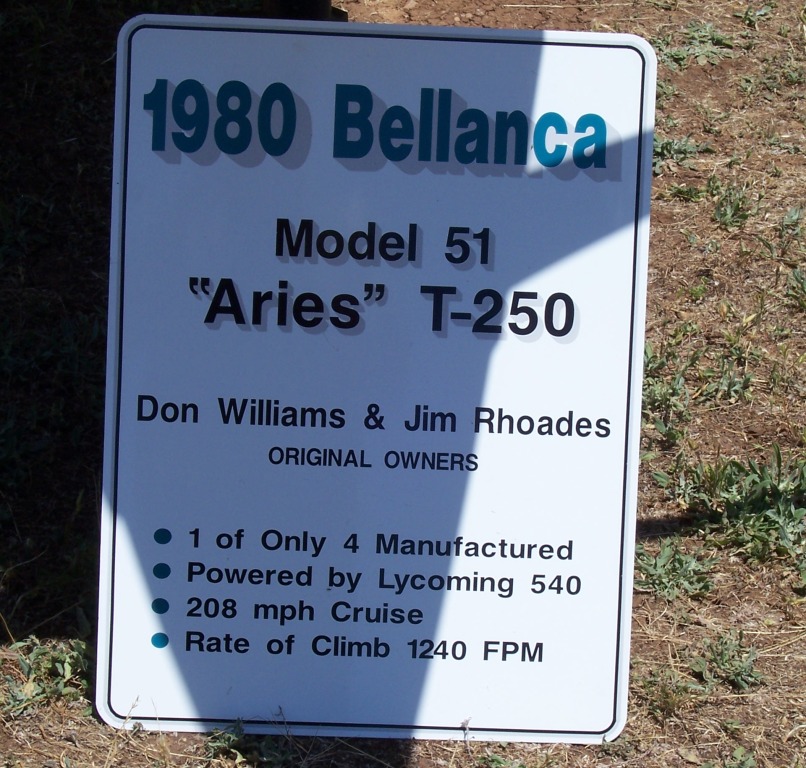 1980 Bellanca
Model 51
"Aries" T-250
Don Williams & Jim Rhoades
ORIGINAL OWNERS
• 1 of Only 4 Manufactured
• Powered by Lycoming 540
• 208 mph Cruise
• Rate of Climb 1240 FPM